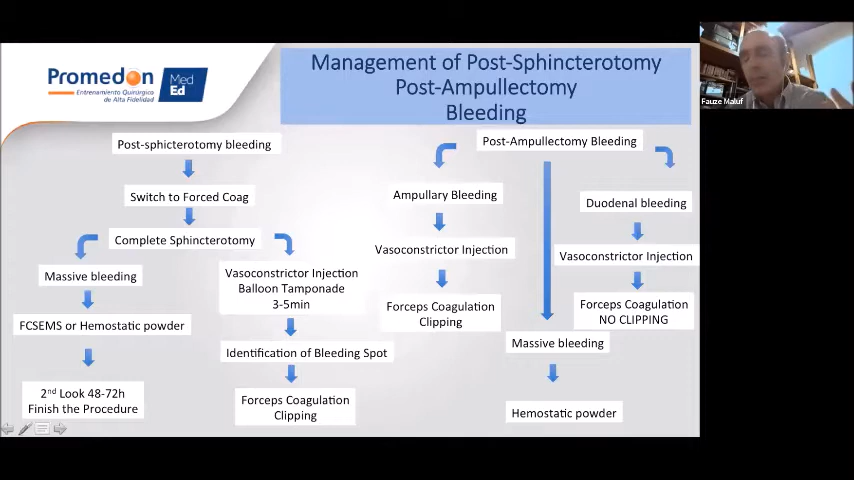 Promedon
Entrenamiento Quirúrgico
de Alta Fidelidad
Med
Ed
Management of Post-Sphincterotomy
Post-Ampullectomy
Bleeding
Fauze Maluf
Post-sphicterotomy bleeding
Switch to Forced Coag
Complete Sphincterotomy
Massive bleeding
FCSEMS or Hemostatic powder
2nd Look 48-72h
Finish the Procedure
Vasoconstrictor Injection
Balloon Tamponade
3-5min
Identification of Bleeding Spot
Forceps Coagulation
Clipping
Post-Ampullectomy Bleeding
Ampullary Bleeding
Vasoconstrictor Injection
Forceps Coagulation
Clipping
Massive bleeding
Hemostatic powder
Duodenal bleeding
Vasoconstrictor Injection
Forceps Coagulation
NO CLIPPING